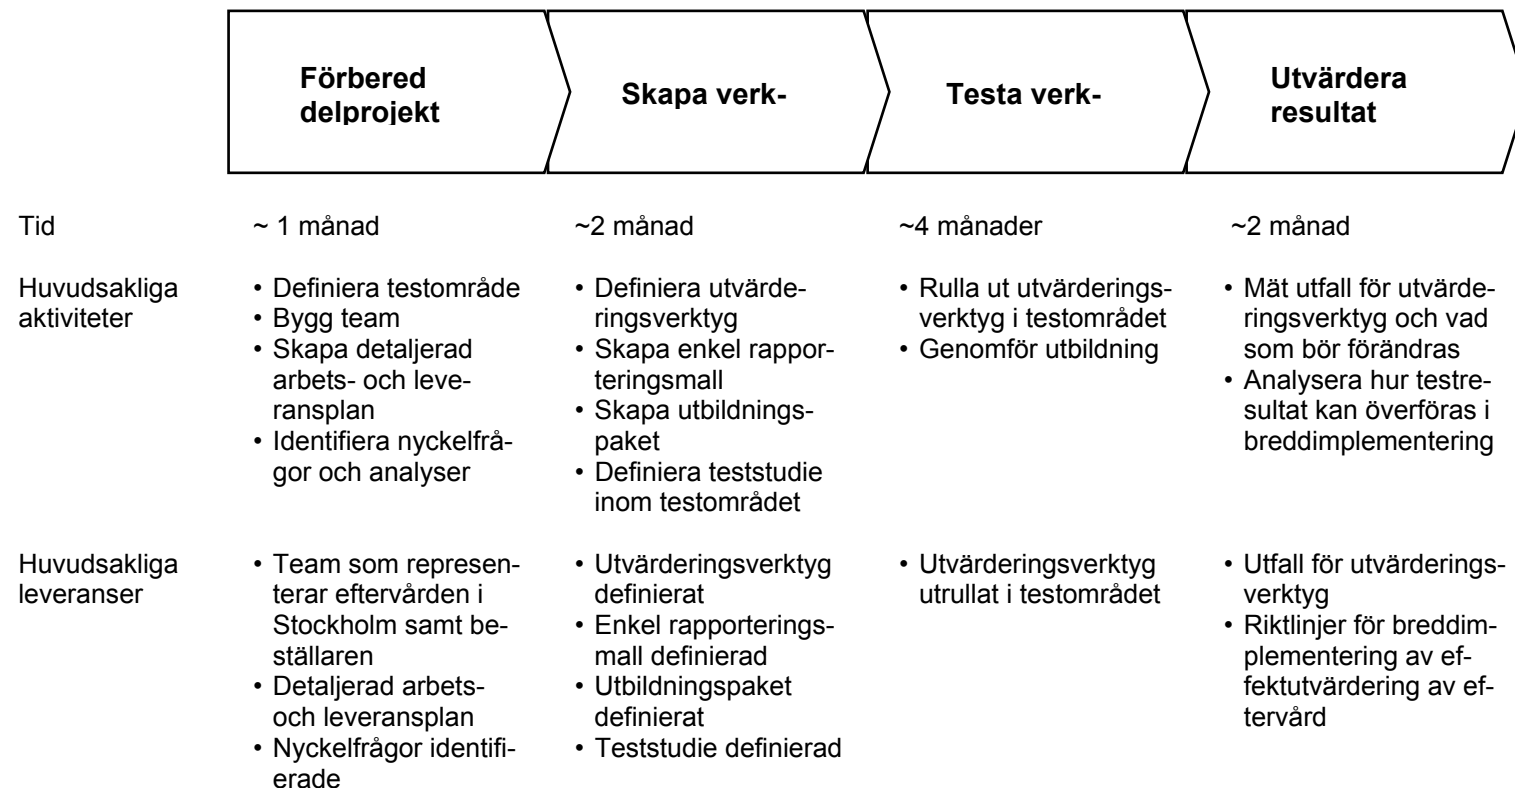 Förbered
delprojekt
Skapa verk-
Testa verk-
Utvärdera
resultat
Tid
~ 1 månad
~2 månad
~4 månader
~2 månad
Huvudsakliga
aktiviteter
• Definiera testområde
• Bygg team
• Skapa detaljerad
arbets- och leve-
ransplan
• Identifiera nyckelfrå-
gor och analyser
• Definiera utvärde-
ringsverktyg
• Skapa enkel rappor-
teringsmall
• Skapa utbildnings-
paket
• Definiera teststudie
inom testområdet
• Rulla ut utvärderings-
verktyg i testområdet
• Genomför utbildning
• Mät utfall för utvärde-
ringsverktyg och vad
som bör förändras
• Analysera hur testre-
sultat kan överföras i
breddimplementering
Huvudsakliga
leveranser
• Team som represen-
terar eftervården i
Stockholm samt be-
ställaren
• Detaljerad arbets-
och leveransplan
• Nyckelfrågor identifi-
erade
• Utvärderingsverktyg
definierat
• Enkel rapporterings-
mall definierad
• Utbildningspaket
definierat
• Teststudie definierad
• Utvärderingsverktyg
utrullat i testområdet
• Utfall för utvärderings-
verktyg
• Riktlinjer för breddim-
plementering av ef-
fektutvärdering av ef-
tervård